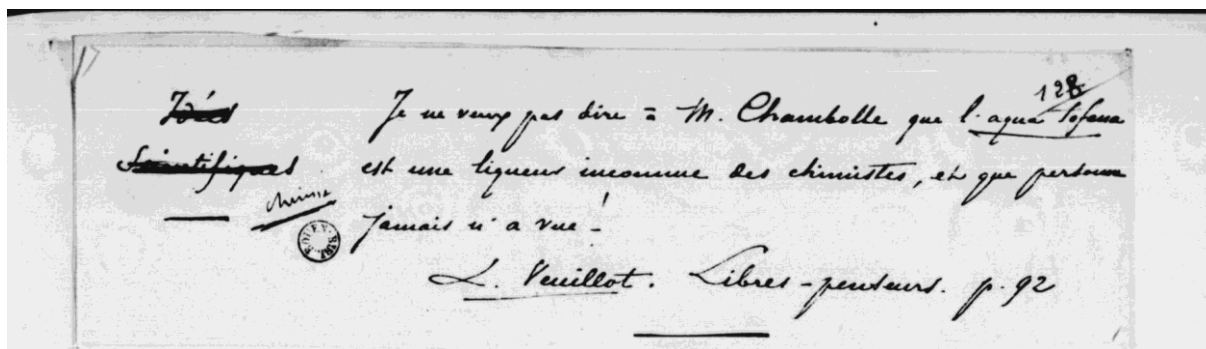 128
Idées Je ne veux pas dire à M. Chambolle que l'aqua tofana
Scientifiques est une liqueur inconnue des chimistes, et que personne
chimie jamais n'a vue!
L. Veuillot. Libres-penseurs. p. 92